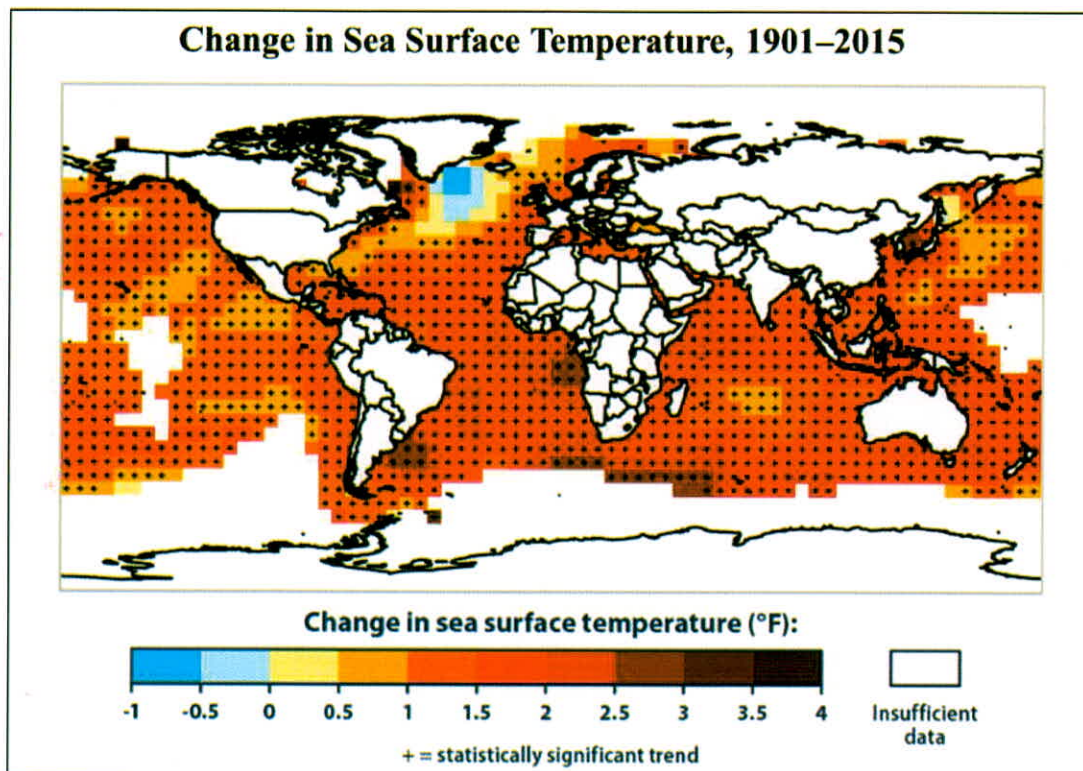 Change in Sea Surface Temperature, 1901–2015
Change in sea surface temperature (°F):
-1 -0.5 0 0.5 1 1.5 2 2.5 3 3.5 4
Insufficient
data
+ = statistically significant trend